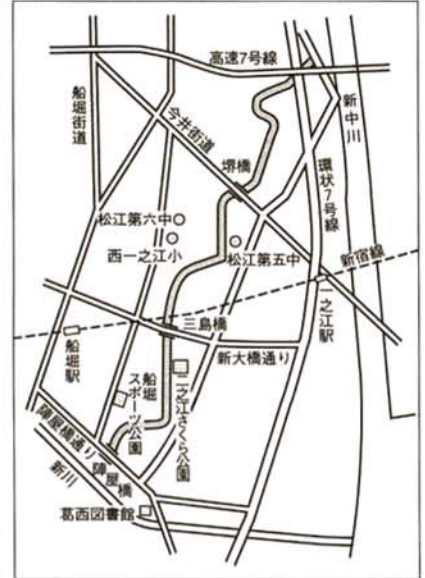 高速7号線
船堀街道
今井街道
新中川
堺橋
環状7号線
松江第六中
西一之江小
松江第五中
新宿線
一之江駅
三島橋
船堀駅
新大橋通り
船堀
スポーツ公園
一之江さくら公園
陣屋橋通り
陣屋橋
新川
葛西図書館